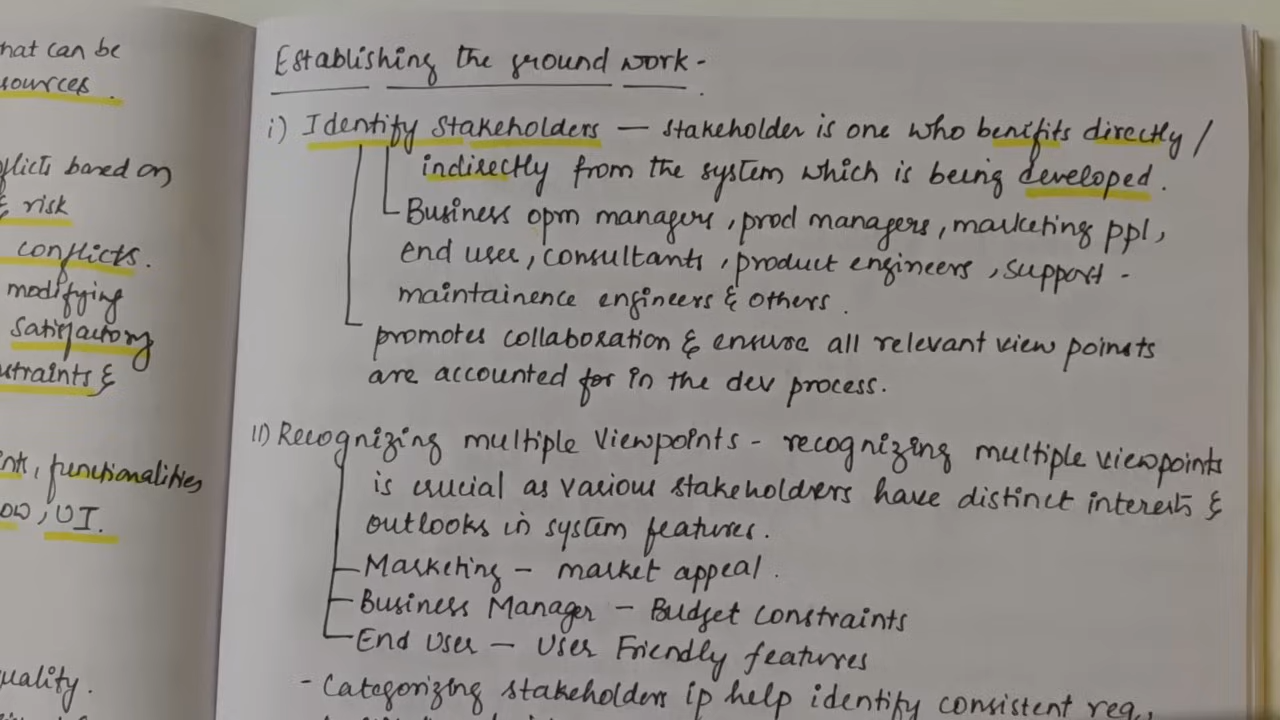 hat can be
sources.
flicts based on
& risk
conflicts.
modifying
satisfactory
straints &
int, functionalities
ow, UI.
uality.
Establishing the ground work -
i) Identify stakeholders — stakeholder is one who benifits directly /
indirectly from the system which is being developed.
Business opm managers, prod managers, marketing ppl,
end user, consultants, product engineers, support -
maintainence engineers & others.
promotes collaboration & ensure all relevant view points
are accounted for in the dev process.
II) Recognizing multiple viewpoints - recognizing multiple viewpoints
is crucial as various stakeholdrers have distinct interests &
outlooks in system features.
Marketing - market appeal.
Business Manager - Budget constraints
End User - User Friendly features
- Categorizing stakeholders ip help identify consistent req.,